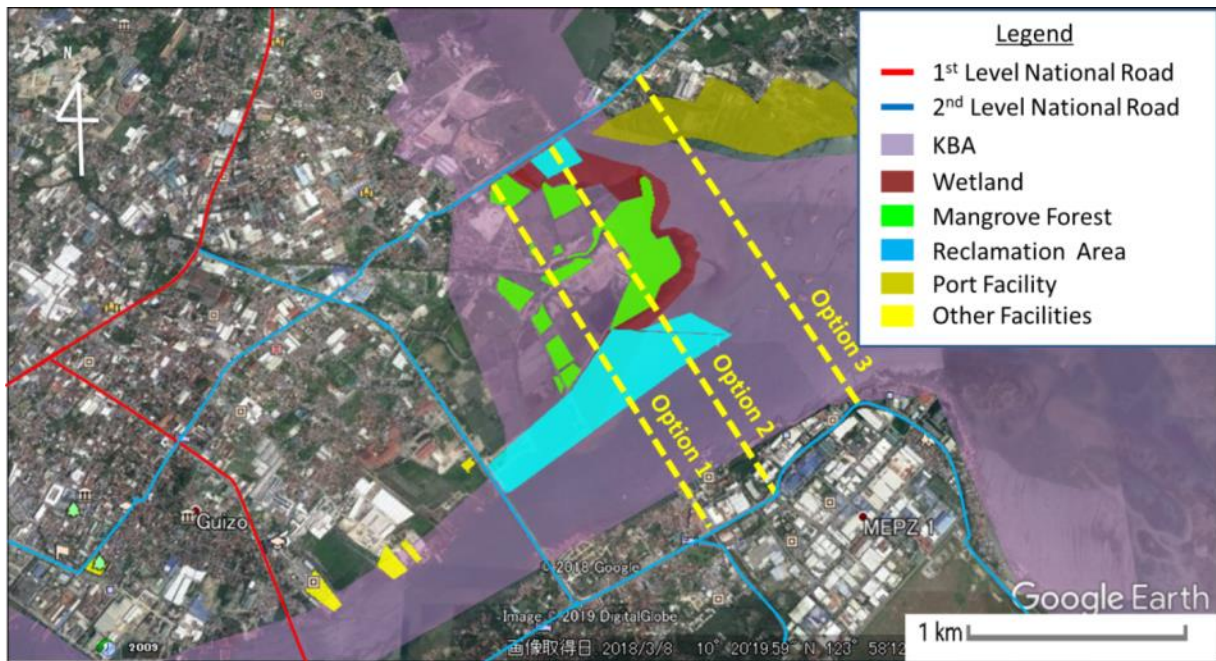 N
Legend
1st Level National Road
2nd Level National Road
KBA
Wetland
Mangrove Forest
Reclamation Area
Port Facility
Other Facilities
Option 3
Option 2
Option 1
Guizo
MEPZ 1
© 2018 Google
Image © 2019 DigitalGlobe
Google Earth
2009
画像取得日 2018/3/8 10°20'19.59" N 123°58'12
1 km